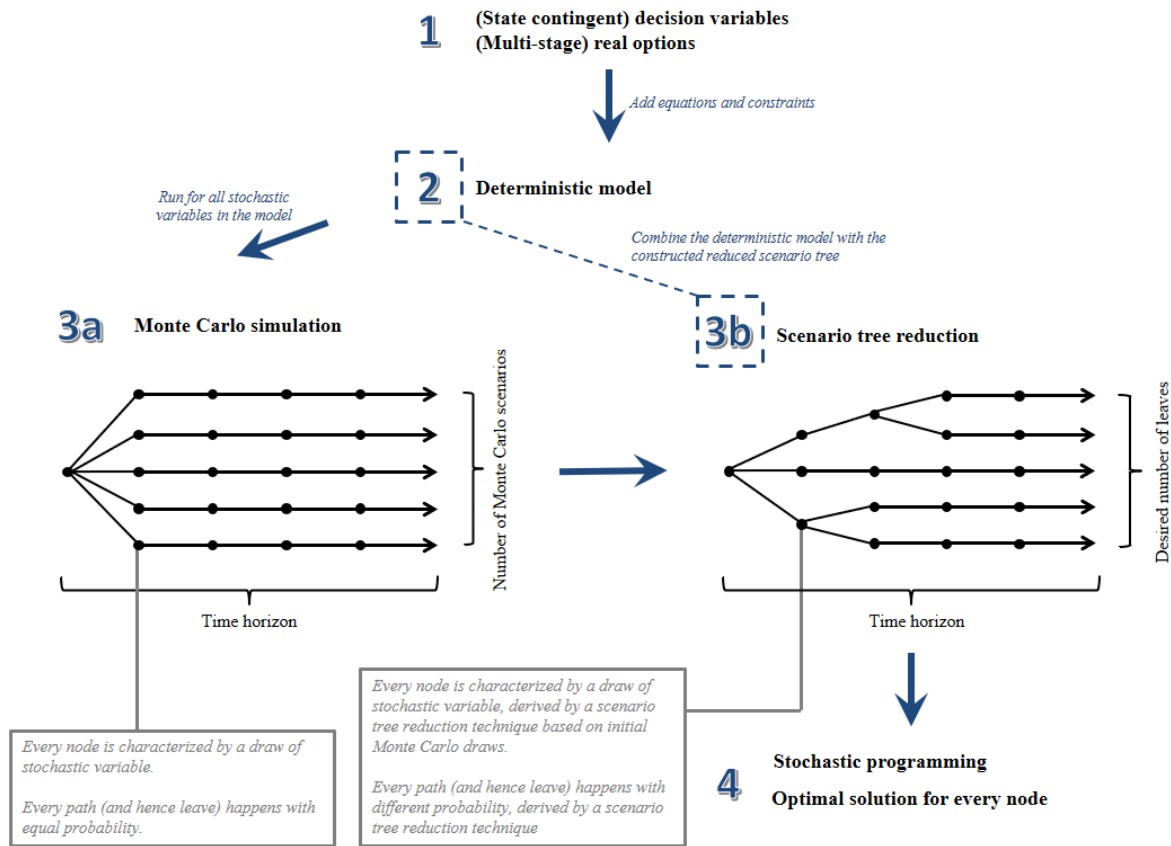 1
(State contingent) decision variables
(Multi-stage) real options
Add equations and constraints
2
Deterministic model
Run for all stochastic
variables in the model
Combine the deterministic model with the
constructed reduced scenario tree
3a
Monte Carlo simulation
3b
Scenario tree reduction
Number of Monte Carlo scenarios
Desired number of leaves
Time horizon
Time horizon
Every node is characterized by a draw of
stochastic variable.
Every path (and hence leave) happens with
equal probability.
Every node is characterized by a draw of
stochastic variable, derived by a scenario
tree reduction technique based on initial
Monte Carlo draws.
Every path (and hence leave) happens with
different probability, derived by a scenario
tree reduction technique
4
Stochastic programming
Optimal solution for every node